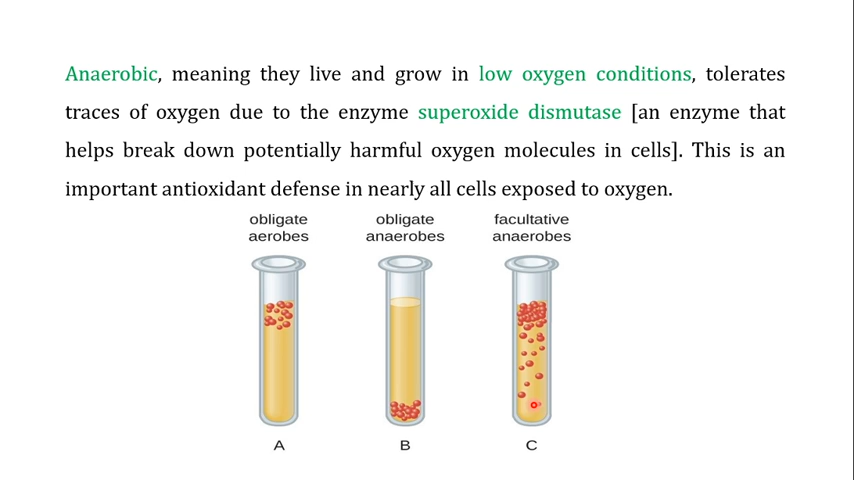 Anaerobic, meaning they live and grow in low oxygen conditions, tolerates
traces of oxygen due to the enzyme superoxide dismutase [an enzyme that
helps break down potentially harmful oxygen molecules in cells]. This is an
important antioxidant defense in nearly all cells exposed to oxygen.
obligate aerobes
obligate anaerobes
facultative anaerobes
A
B
C